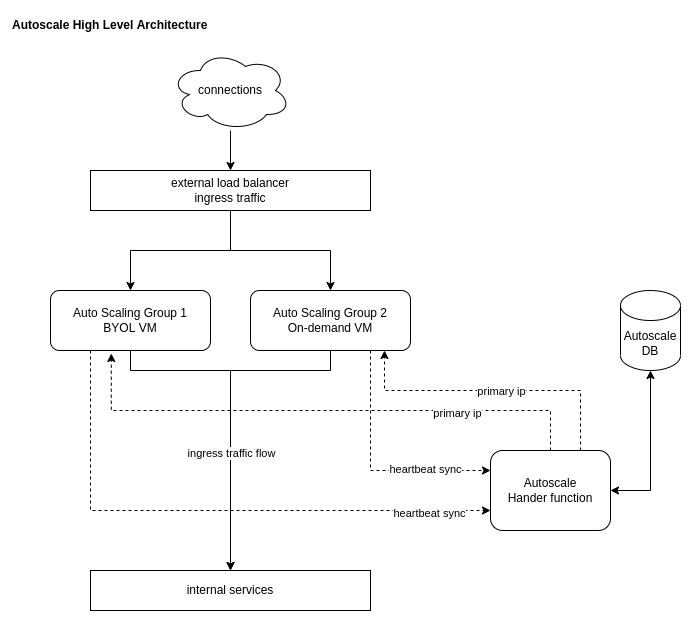 Autoscale High Level Architecture
connections
external load balancer
ingress traffic
Auto Scaling Group 1
BYOL VM
Auto Scaling Group 2
On-demand VM
Autoscale
DB
primary ip
primary ip
ingress traffic flow
heartbeat sync
Autoscale
Hander function
heartbeat sync
internal services